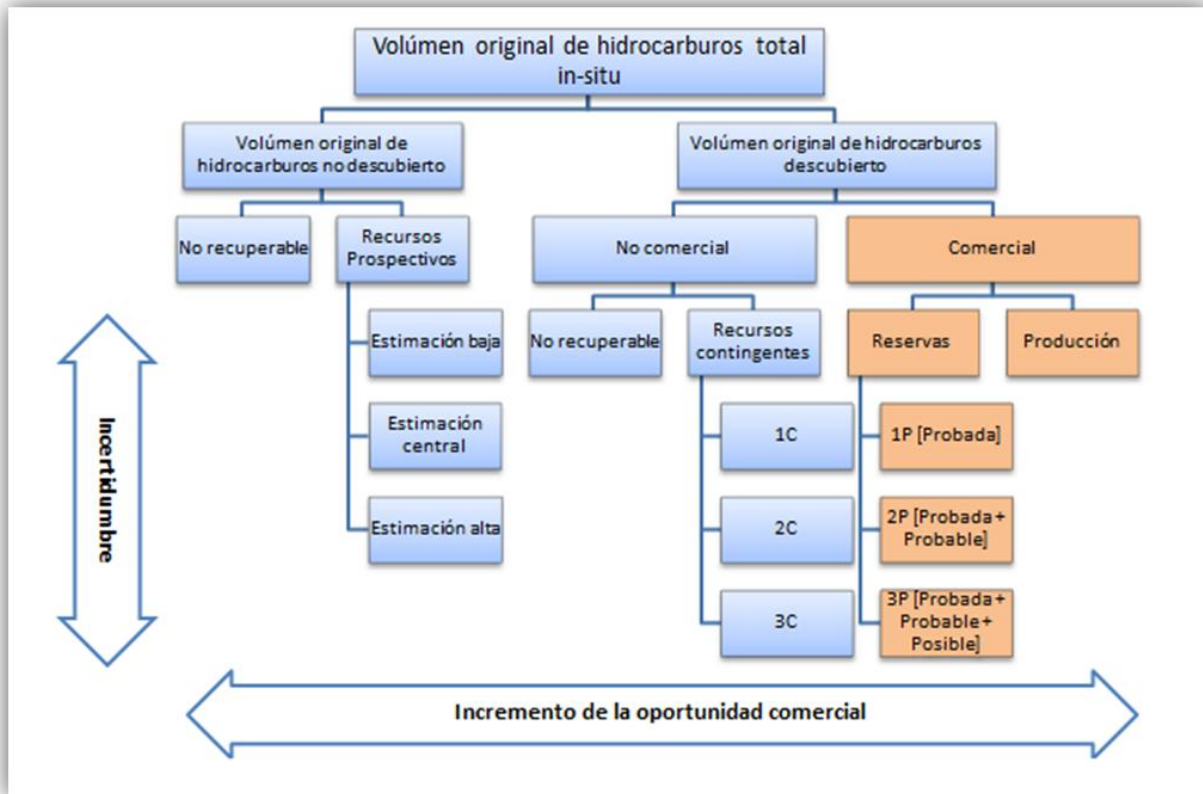 Volúmen original de hidrocarburos total
in-situ
Volúmen original de
hidrocarburos no descubierto
Volúmen original de hidrocarburos
descubierto
No recuperable
Recursos
Prospectivos
No comercial
Comercial
Estimación baja
No recuperable
Recursos
contingentes
Reservas
Producción
Estimación
central
1C
1P [Probada]
Estimación alta
2C
2P [Probada +
Probable]
3C
3P [Probada +
Probable +
Posible]
Incertidumbre
Incremento de la oportunidad comercial